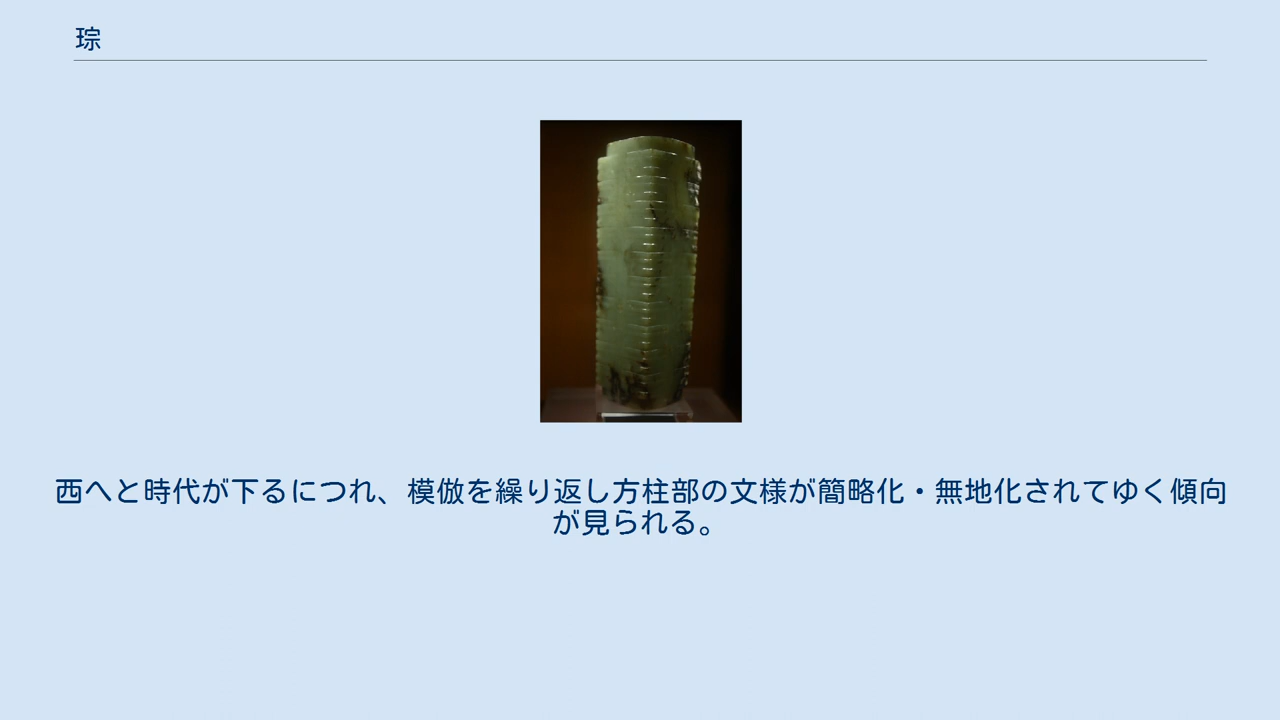 琮
西へと時代が下るにつれ、模倣を繰り返し方柱部の文様が簡略化・無地化されてゆく傾向
が見られる。